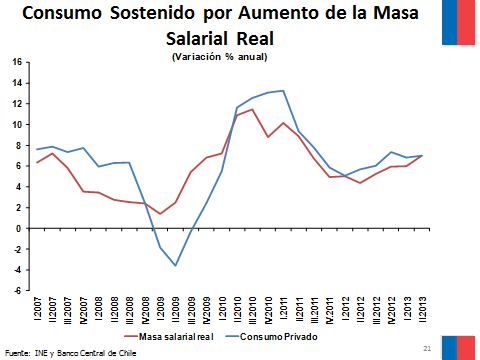 Consumo Sostenido por Aumento de la Masa
Salarial Real
(Variación % anual)
16
14
12
10
8
6
4
2
0
-2
-4
-6
I.2007
II.2007
III.2007
IV.2007
I.2008
II.2008
III.2008
IV.2008
I.2009
II.2009
III.2009
IV.2009
I.2010
II.2010
III.2010
IV.2010
I.2011
II.2011
III.2011
IV.2011
I.2012
II.2012
III.2012
IV.2012
I.2013
II.2013
Masa salarial real
Consumo Privado
21
Fuente: INE y Banco Central de Chile